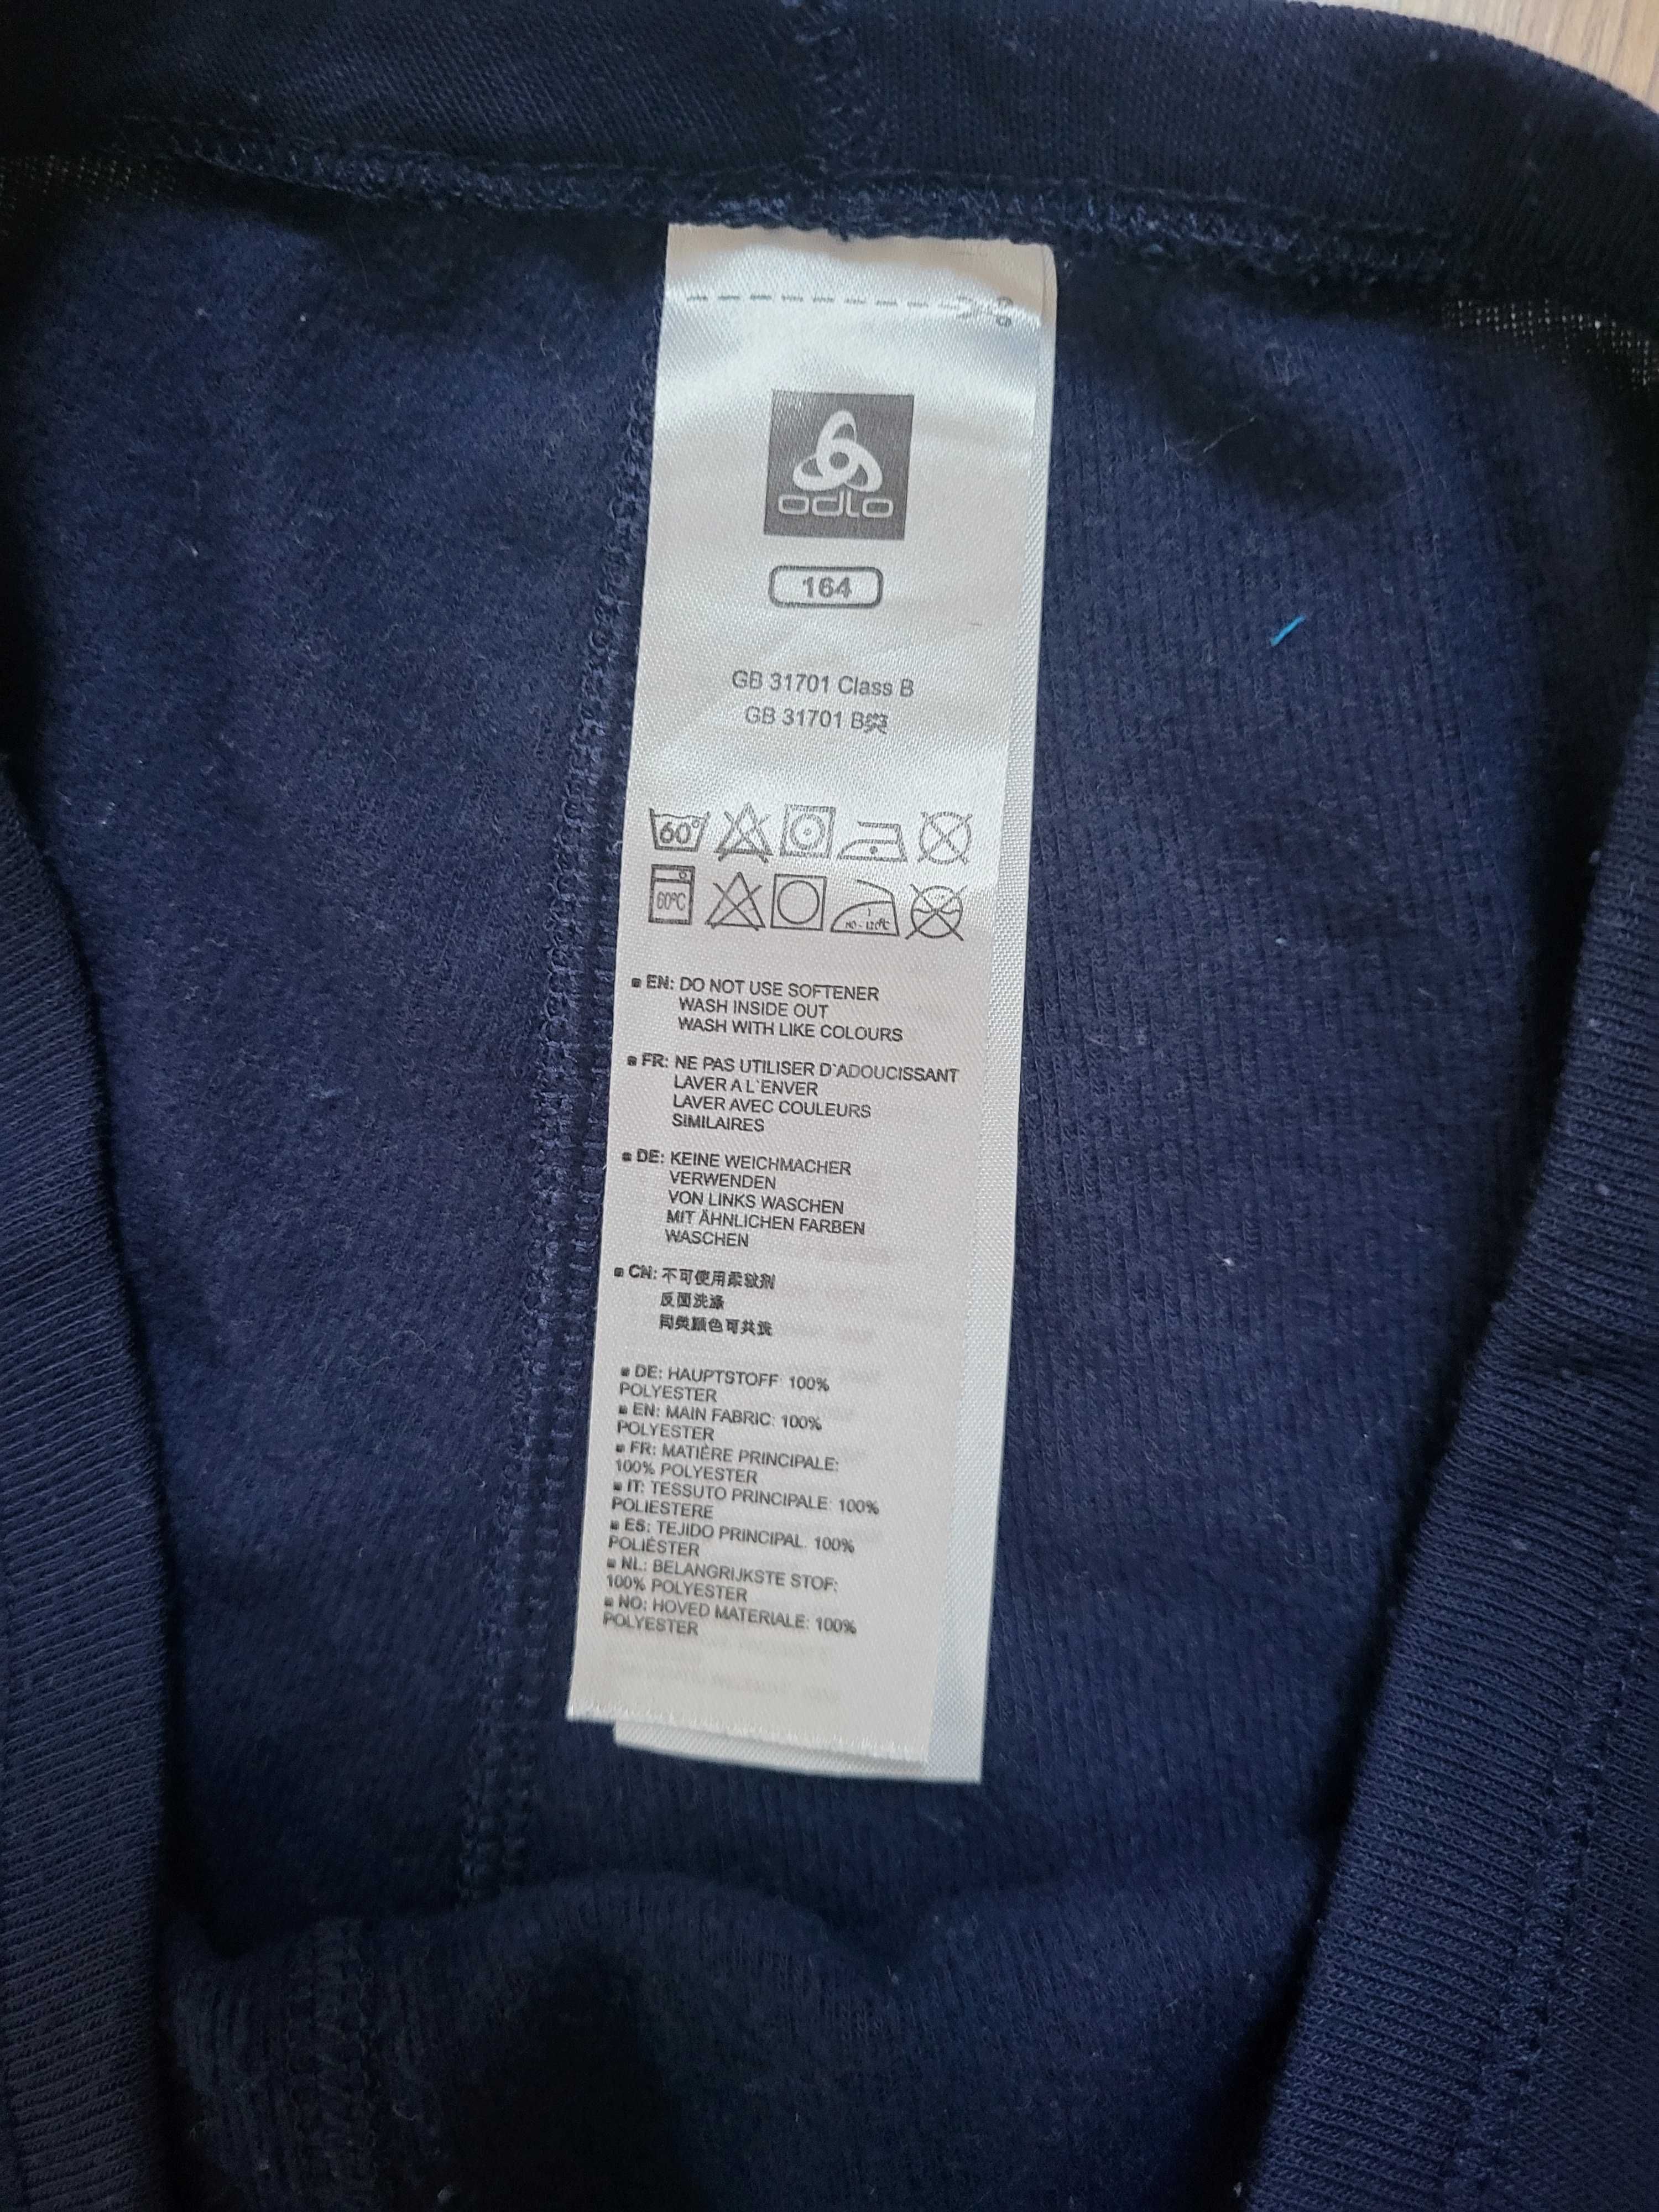 odlo
164
GB 31701 Class B
GB 31701 B类
60°
60°C
EN: DO NOT USE SOFTENER
WASH INSIDE OUT
WASH WITH LIKE COLOURS
FR: NE PAS UTILISER D`ADOUCISSANT
LAVER A L`ENVER
LAVER AVEC COULEURS
SIMILAIRES
DE: KEINE WEICHMACHER
VERWENDEN
VON LINKS WASCHEN
MIT ÄHNLICHEN FARBEN
WASCHEN
CN: 不可使用柔软剂
反面洗涤
同类颜色可共洗
DE: HAUPTSTOFF: 100%
POLYESTER
EN: MAIN FABRIC: 100%
POLYESTER
FR: MATIÈRE PRINCIPALE:
100% POLYESTER
IT: TESSUTO PRINCIPALE: 100%
POLIESTERE
ES: TEJIDO PRINCIPAL: 100%
POLIÉSTER
NL: BELANGRIJKSTE STOF:
100% POLYESTER
NO: HOVED MATERIALE: 100%
POLYESTER